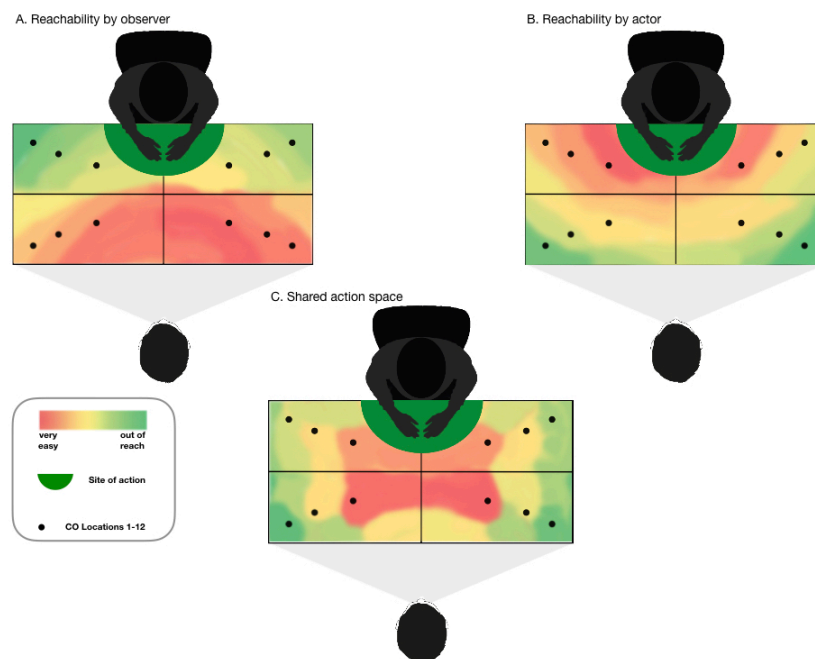 A. Reachability by observer
B. Reachability by actor
C. Shared action space
very
easy
out of
reach
Site of action
CO Locations 1-12